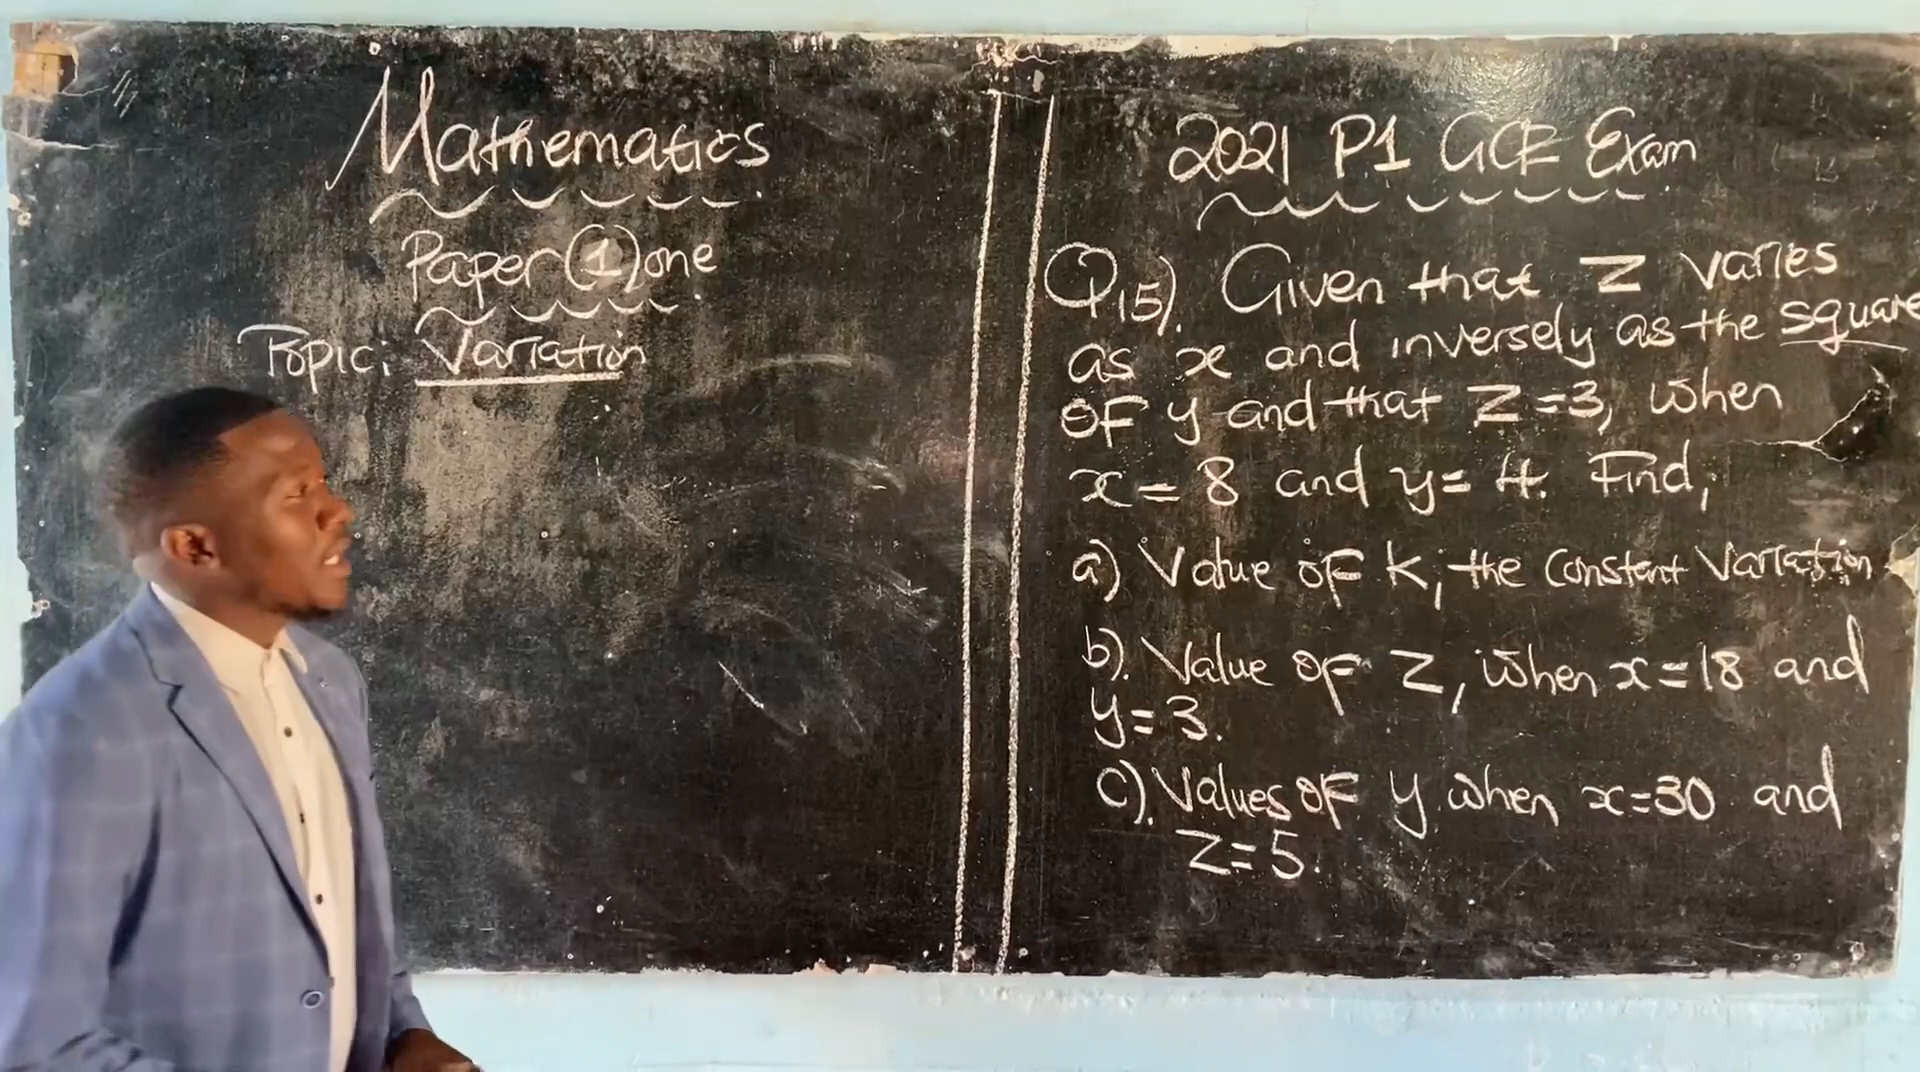 Mathematics
Paper (1) one
Topic: Variation
2021 P1 GCE Exam
Q15). Given that Z varies
as x and inversely as the square
OF y and that Z=3, when
x=8 and y=4. Find,
a) Value OF K, the constant Variation
b). Value OF Z, when x=18 and
y=3.
c). Values OF y when x=30 and
Z=5.